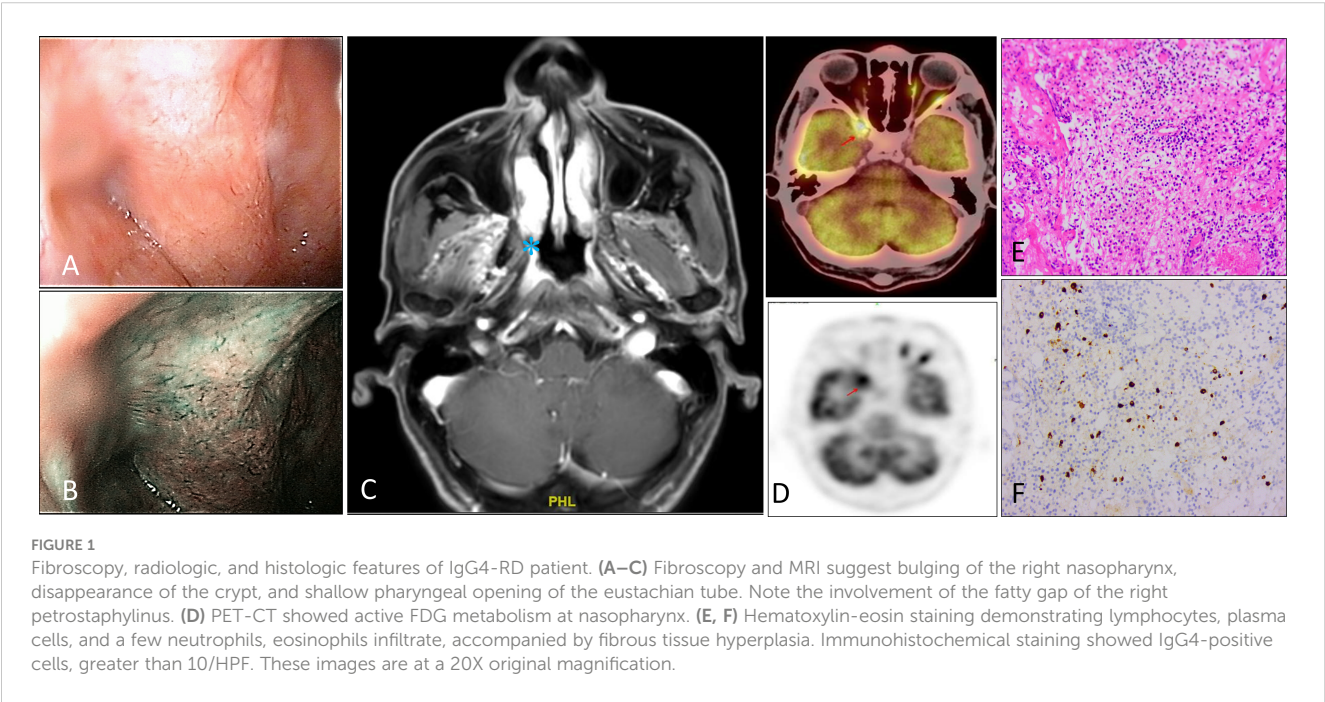 A
B
C
PHL
D
E
F
FIGURE 1
Fibroscopy, radiologic, and histologic features of IgG4-RD patient. (A–C) Fibroscopy and MRI suggest bulging of the right nasopharynx,
disappearance of the crypt, and shallow pharyngeal opening of the eustachian tube. Note the involvement of the fatty gap of the right
petrostaphylinus. (D) PET-CT showed active FDG metabolism at nasopharynx. (E, F) Hematoxylin-eosin staining demonstrating lymphocytes, plasma
cells, and a few neutrophils, eosinophils infiltrate, accompanied by fibrous tissue hyperplasia. Immunohistochemical staining showed IgG4-positive
cells, greater than 10/HPF. These images are at a 20X original magnification.